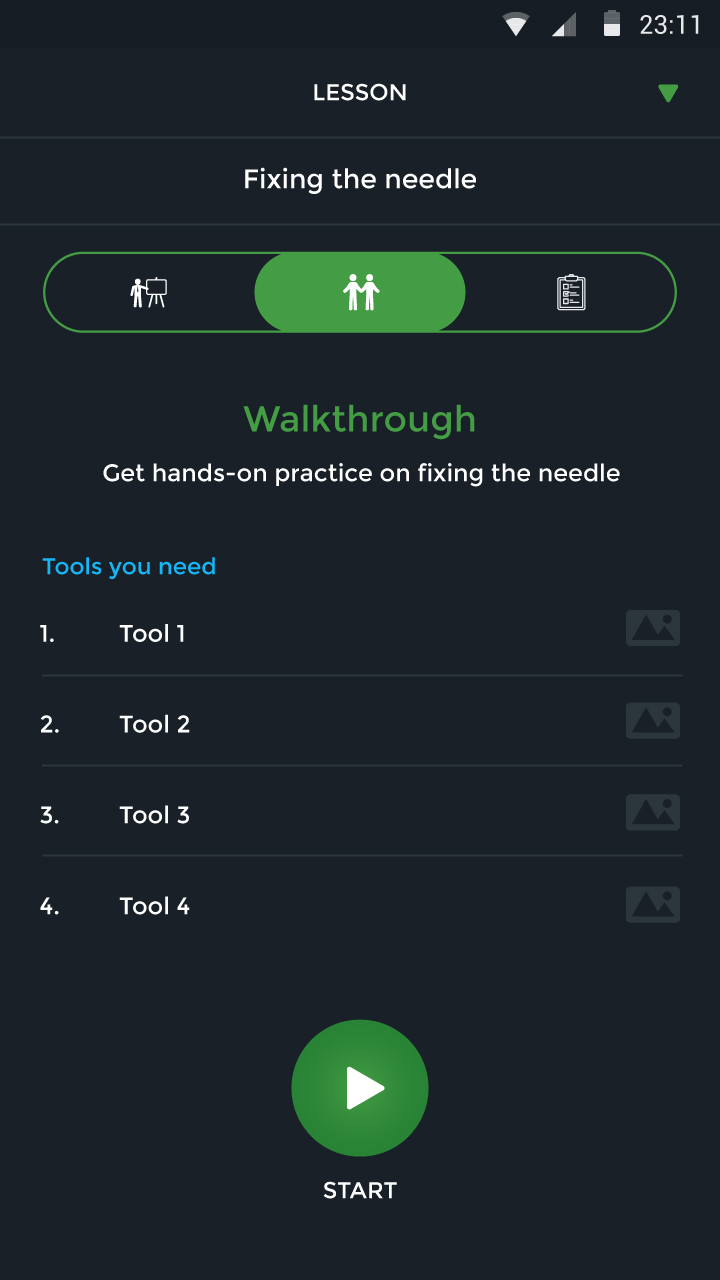 23:11
LESSON
Fixing the needle
Walkthrough
Get hands-on practice on fixing the needle
Tools you need
1. Tool 1
2. Tool 2
3. Tool 3
4. Tool 4
START